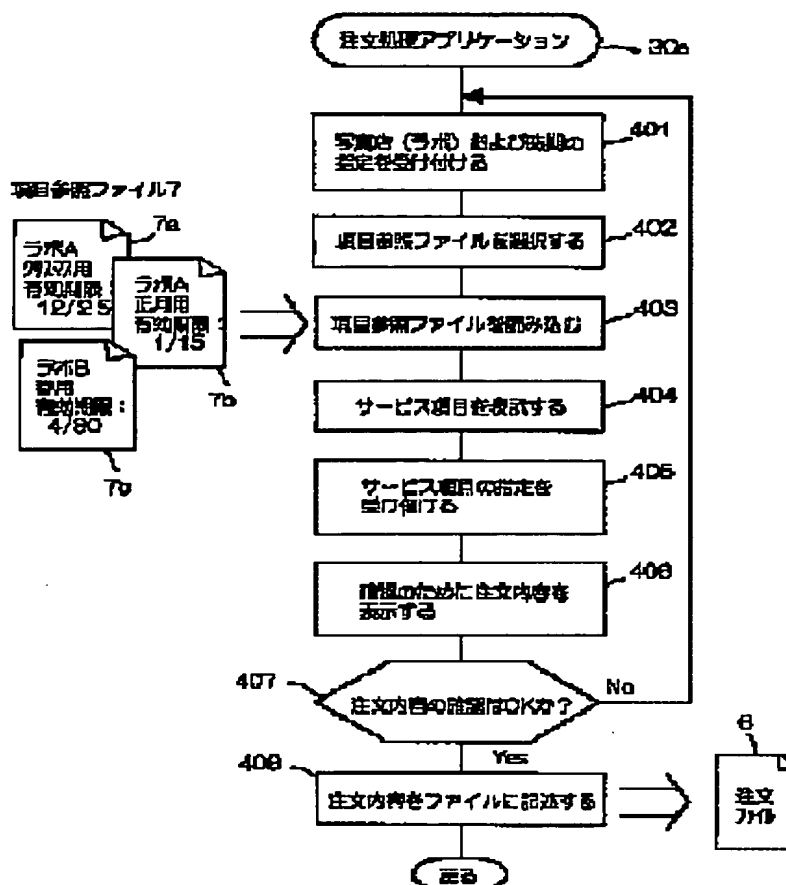 注文処理アプリケーション
30a
401
写真店（ラボ）および時期の
指定を受け付ける
項目参照ファイル7
7a
ラボA
クリスマス用
有効期限：
12/25
ラボA
正月用
有効期限：
1/15
7b
ラボB
春用
有効期限：
4/30
402
項目参照ファイルを選択する
403
項目参照ファイルを読み込む
404
サービス項目を表示する
405
サービス項目の指定を
受け付ける
406
確認のために注文内容を
表示する
407
注文内容の確認はOKか？
No
Yes
注文内容をファイルに記述する
6
注文
ファイル
戻る